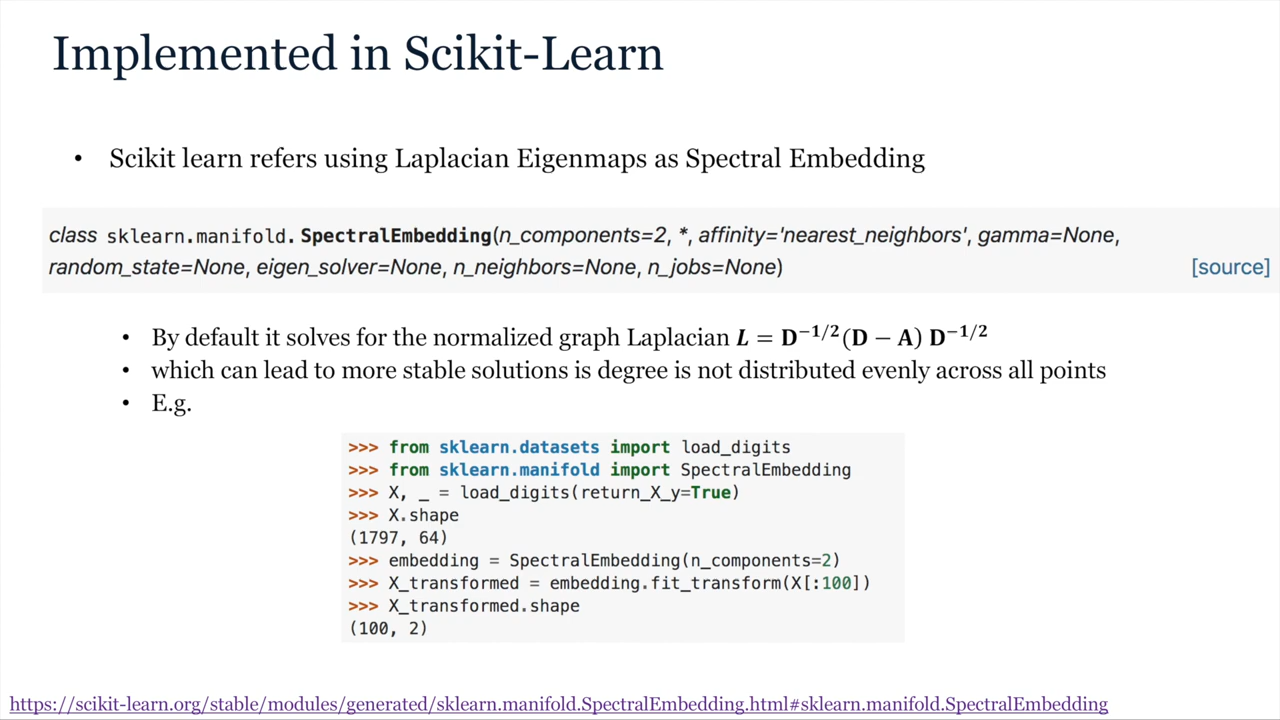 Implemented in Scikit-Learn
• Scikit learn refers using Laplacian Eigenmaps as Spectral Embedding
class sklearn.manifold.SpectralEmbedding(n_components=2, *, affinity='nearest_neighbors', gamma=None,
random_state=None, eigen_solver=None, n_neighbors=None, n_jobs=None) [source]
• By default it solves for the normalized graph Laplacian L = D⁻¹/²(D − A) D⁻¹/²
• which can lead to more stable solutions is degree is not distributed evenly across all points
• E.g.
>>> from sklearn.datasets import load_digits
>>> from sklearn.manifold import SpectralEmbedding
>>> X, _ = load_digits(return_X_y=True)
>>> X.shape
(1797, 64)
>>> embedding = SpectralEmbedding(n_components=2)
>>> X_transformed = embedding.fit_transform(X[:100])
>>> X_transformed.shape
(100, 2)
https://scikit-learn.org/stable/modules/generated/sklearn.manifold.SpectralEmbedding.html#sklearn.manifold.SpectralEmbedding